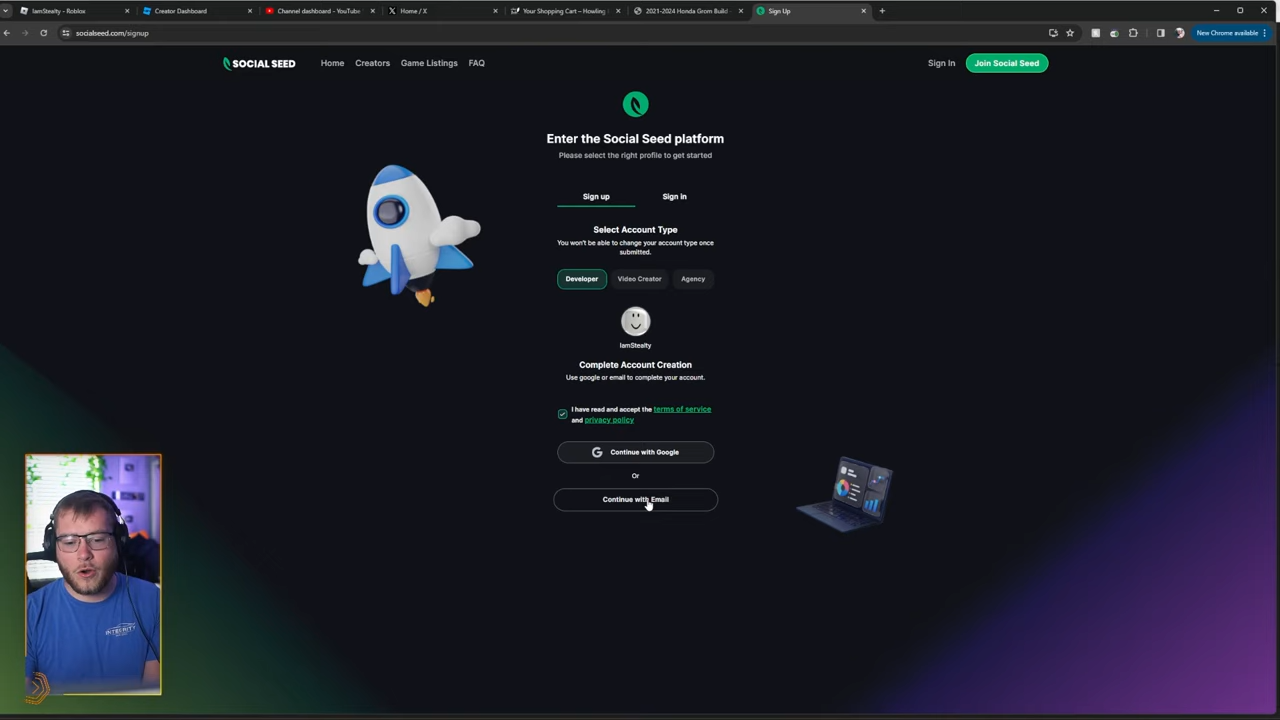 IamStealty - Roblox
Creator Dashboard
Channel dashboard - YouTube
Home / X
Your Shopping Cart – Howling
2021-2024 Honda Grom Build
Sign Up
socialseed.com/signup
New Chrome available
SOCIAL SEED
Home
Creators
Game Listings
FAQ
Sign In
Join Social Seed
Enter the Social Seed platform
Please select the right profile to get started
Sign up
Sign in
Select Account Type
You won't be able to change your account type once
submitted.
Developer
Video Creator
Agency
IamStealty
Complete Account Creation
Use google or email to complete your account.
I have read and accept the terms of service
and privacy policy
Continue with Google
Or
Continue with Email
INTEGRITY